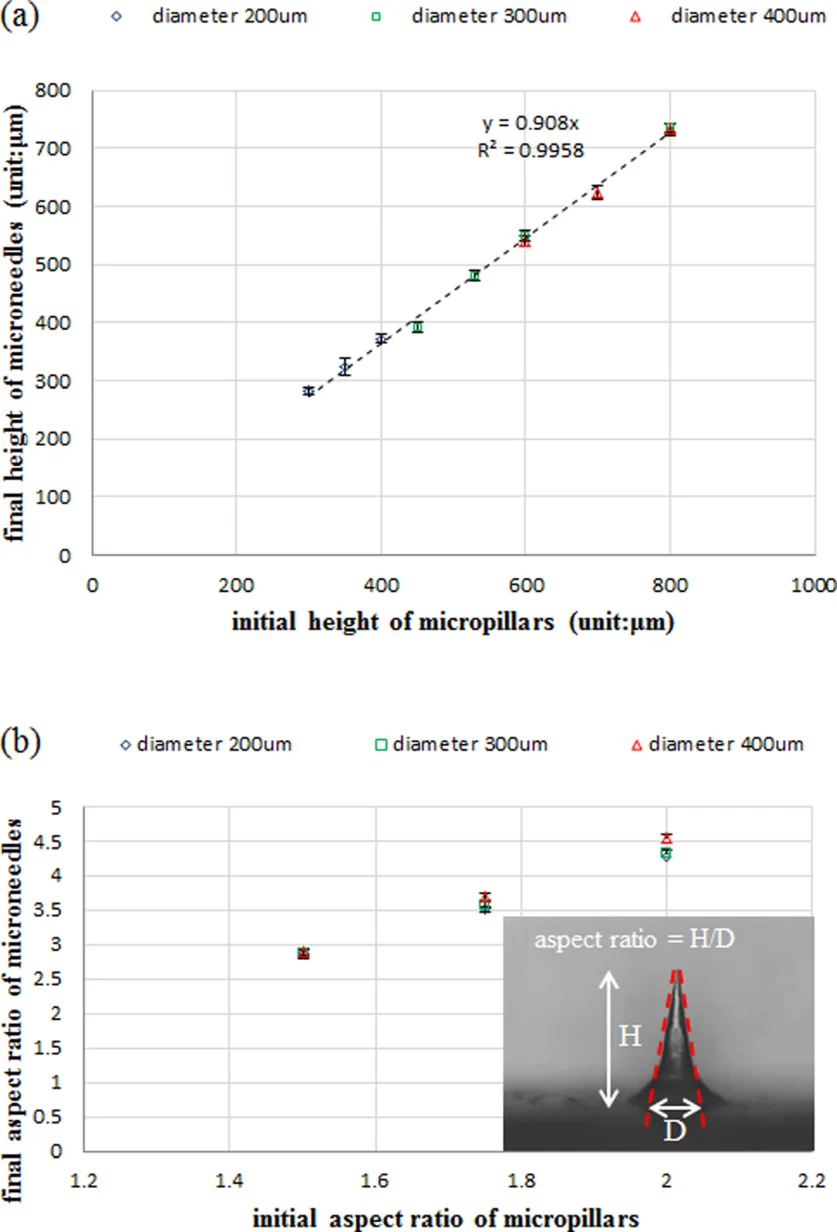 (a)
diameter 200um diameter 300um diameter 400um
800
700
600
500
400
300
200
100
0
y = 0.908x
R² = 0.9958
final height of microneedles (unit:μm)
0 200 400 600 800 1000
initial height of micropillars (unit:μm)
(b)
diameter 200um diameter 300um diameter 400um
5
4.5
4
3.5
3
2.5
2
1.5
1
0.5
0
final aspect ratio of microneedles
aspect ratio = H/D
H
D
1.2 1.4 1.6 1.8 2 2.2
initial aspect ratio of micropillars